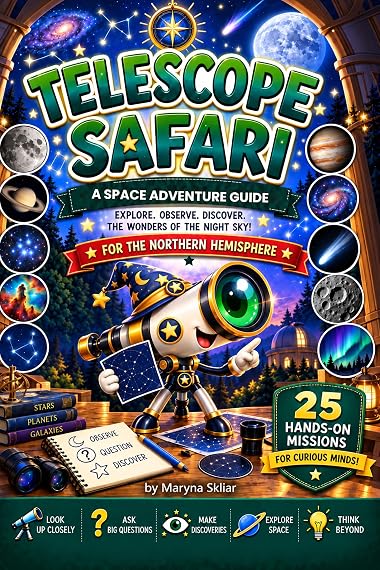 TELESCOPE
SAFARI
A SPACE ADVENTURE GUIDE
EXPLORE. OBSERVE. DISCOVER.
THE WONDERS OF THE NIGHT SKY!
★ FOR THE NORTHERN HEMISPHERE ★
STARS
PLANETS
GALAXIES
OBSERVE
? QUESTION
DISCOVER
25
HANDS-ON
MISSIONS
FOR CURIOUS MINDS!
by Maryna Skliar
LOOK
UP CLOSELY
? ASK
BIG QUESTIONS
MAKE
DISCOVERIES
EXPLORE
SPACE
THINK
BEYOND